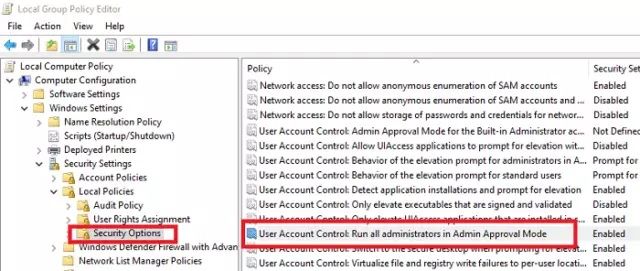 Local Group Policy Editor
File Action View Help
Local Computer Policy
Computer Configuration
Software Settings
Windows Settings
Name Resolution Policy
Scripts (Startup/Shutdown)
Deployed Printers
Security Settings
Account Policies
Local Policies
Audit Policy
User Rights Assignment
Security Options
Windows Defender Firewall with Advan
Policy Security Set
Network access: Do not allow anonymous enumeration of SAM accounts Enabled
Network access: Do not allow anonymous enumeration of SAM accounts and ... Disabled
Network access: Do not allow storage of passwords and credentials for network... Disabled
User Account Control: Admin Approval Mode for the Built-in Administrator ac... Not Define
User Account Control: Allow UIAccess applications to prompt for elevation wit... Disabled
User Account Control: Behavior of the elevation prompt for administrators in A... Prompt for
User Account Control: Behavior of the elevation prompt for standard users Prompt for
User Account Control: Detect application installations and prompt for elevation Enabled
User Account Control: Only elevate executables that are signed and validated Disabled
User Account Control: Only elevate UIAccess applications that are installed in s... Enabled
User Account Control: Run all administrators in Admin Approval Mode Enabled
User Account Control: Switch to the secure desktop when prompting for elevat... Enabled
User Account Control: Virtualize file and registry write failures to per-user locati... Enabled